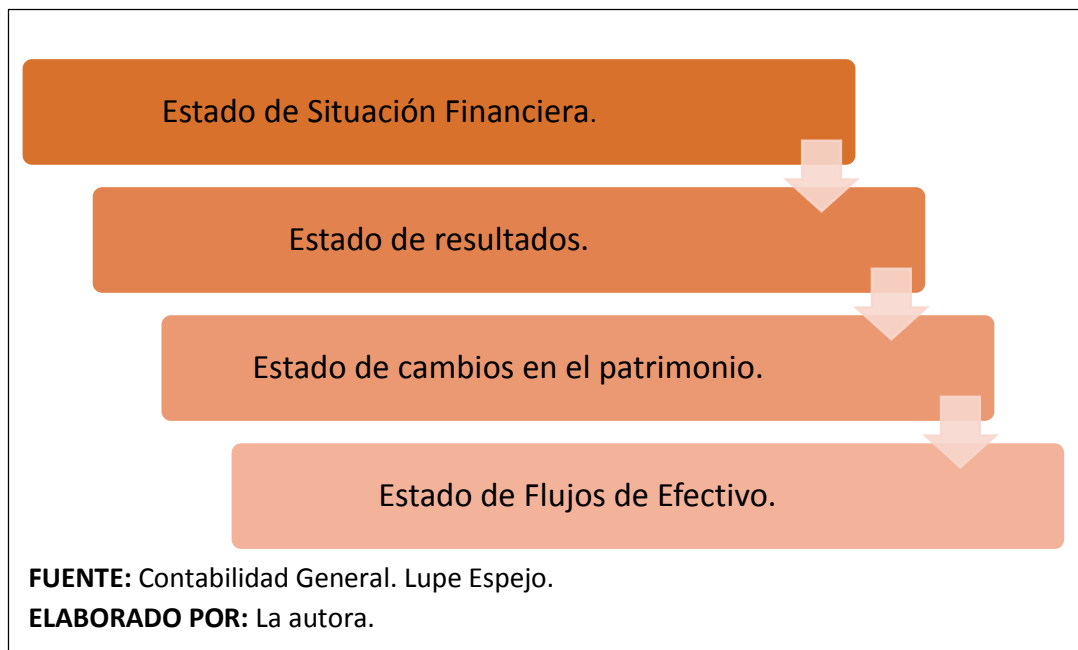 Estado de Situación Financiera.
Estado de resultados.
Estado de cambios en el patrimonio.
Estado de Flujos de Efectivo.
FUENTE: Contabilidad General. Lupe Espejo.
ELABORADO POR: La autora.